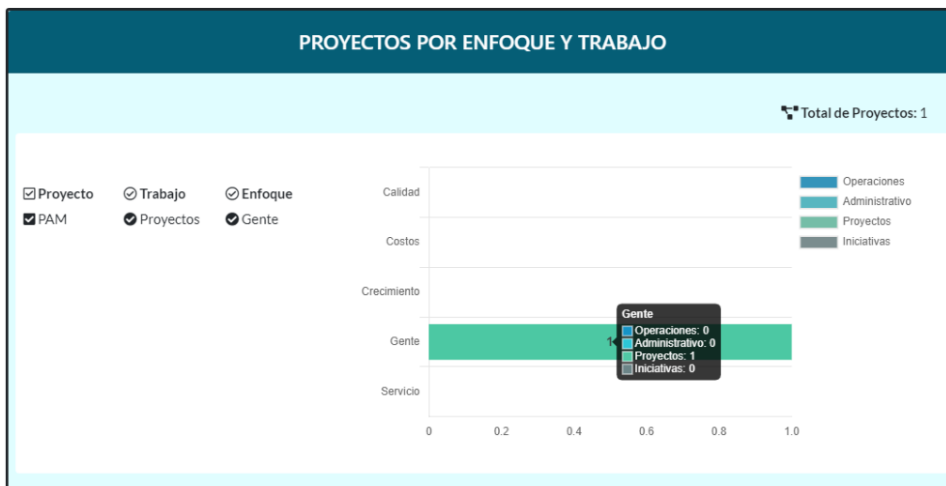 PROYECTOS POR ENFOQUE Y TRABAJO
Total de Proyectos: 1
Proyecto Trabajo Enfoque
PAM Proyectos Gente
Calidad
Costos
Crecimiento
Gente
Servicio
1
Gente
Operaciones: 0
Administrativo: 0
Proyectos: 1
Iniciativas: 0
0 0.2 0.4 0.6 0.8 1.0
Operaciones
Administrativo
Proyectos
Iniciativas